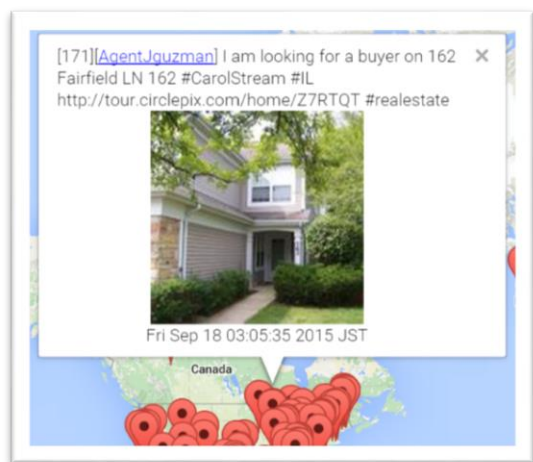 [171][AgentJguzman] I am looking for a buyer on 162
Fairfield LN 162 #CarolStream #IL
http://tour.circlepix.com/home/Z7RTQT #realestate
Fri Sep 18 03:05:35 2015 JST
Canada